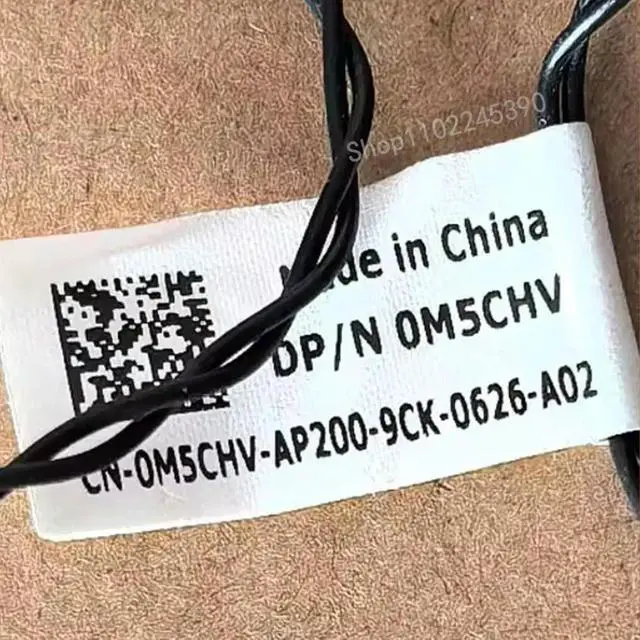 Shop1102245390
Made in China
DP/N 0M5CHV
CN-0M5CHV-AP200-9CK-0626-A02